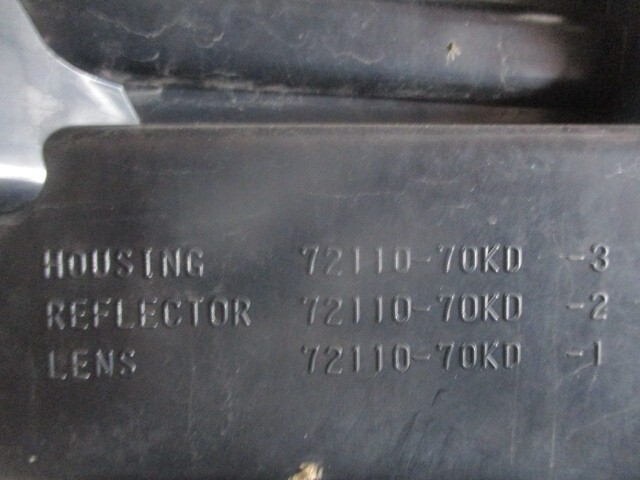 HOUSING 72110-70KD -3
REFLECTOR 72110-70KD -2
LENS 72110-70KD -1